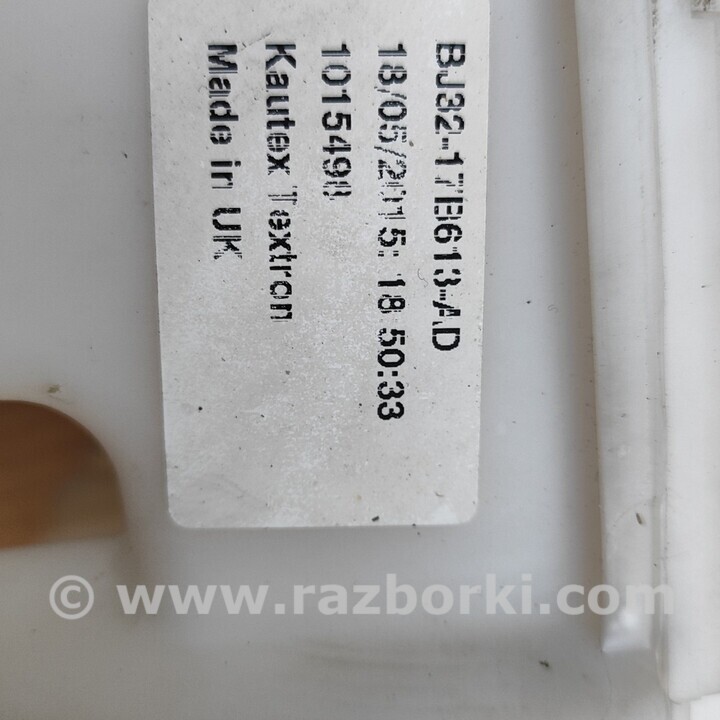 BJ32-17B613-AD
18/05/2015: 18 50:33
1015498
Kautex Textron
Made in UK
© www.razborki.com